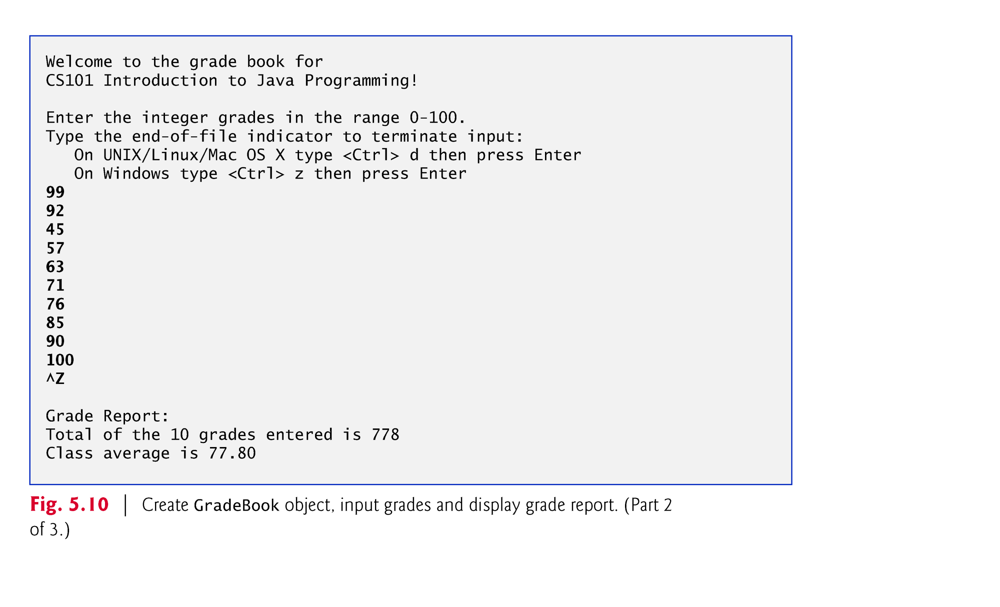 Welcome to the grade book for
CS101 Introduction to Java Programming!
Enter the integer grades in the range 0-100.
Type the end-of-file indicator to terminate input:
On UNIX/Linux/Mac OS X type <Ctrl> d then press Enter
On Windows type <Ctrl> z then press Enter
99
92
45
57
63
71
76
85
90
100
^Z
Grade Report:
Total of the 10 grades entered is 778
Class average is 77.80
Fig. 5.10 | Create GradeBook object, input grades and display grade report. (Part 2
of 3.)